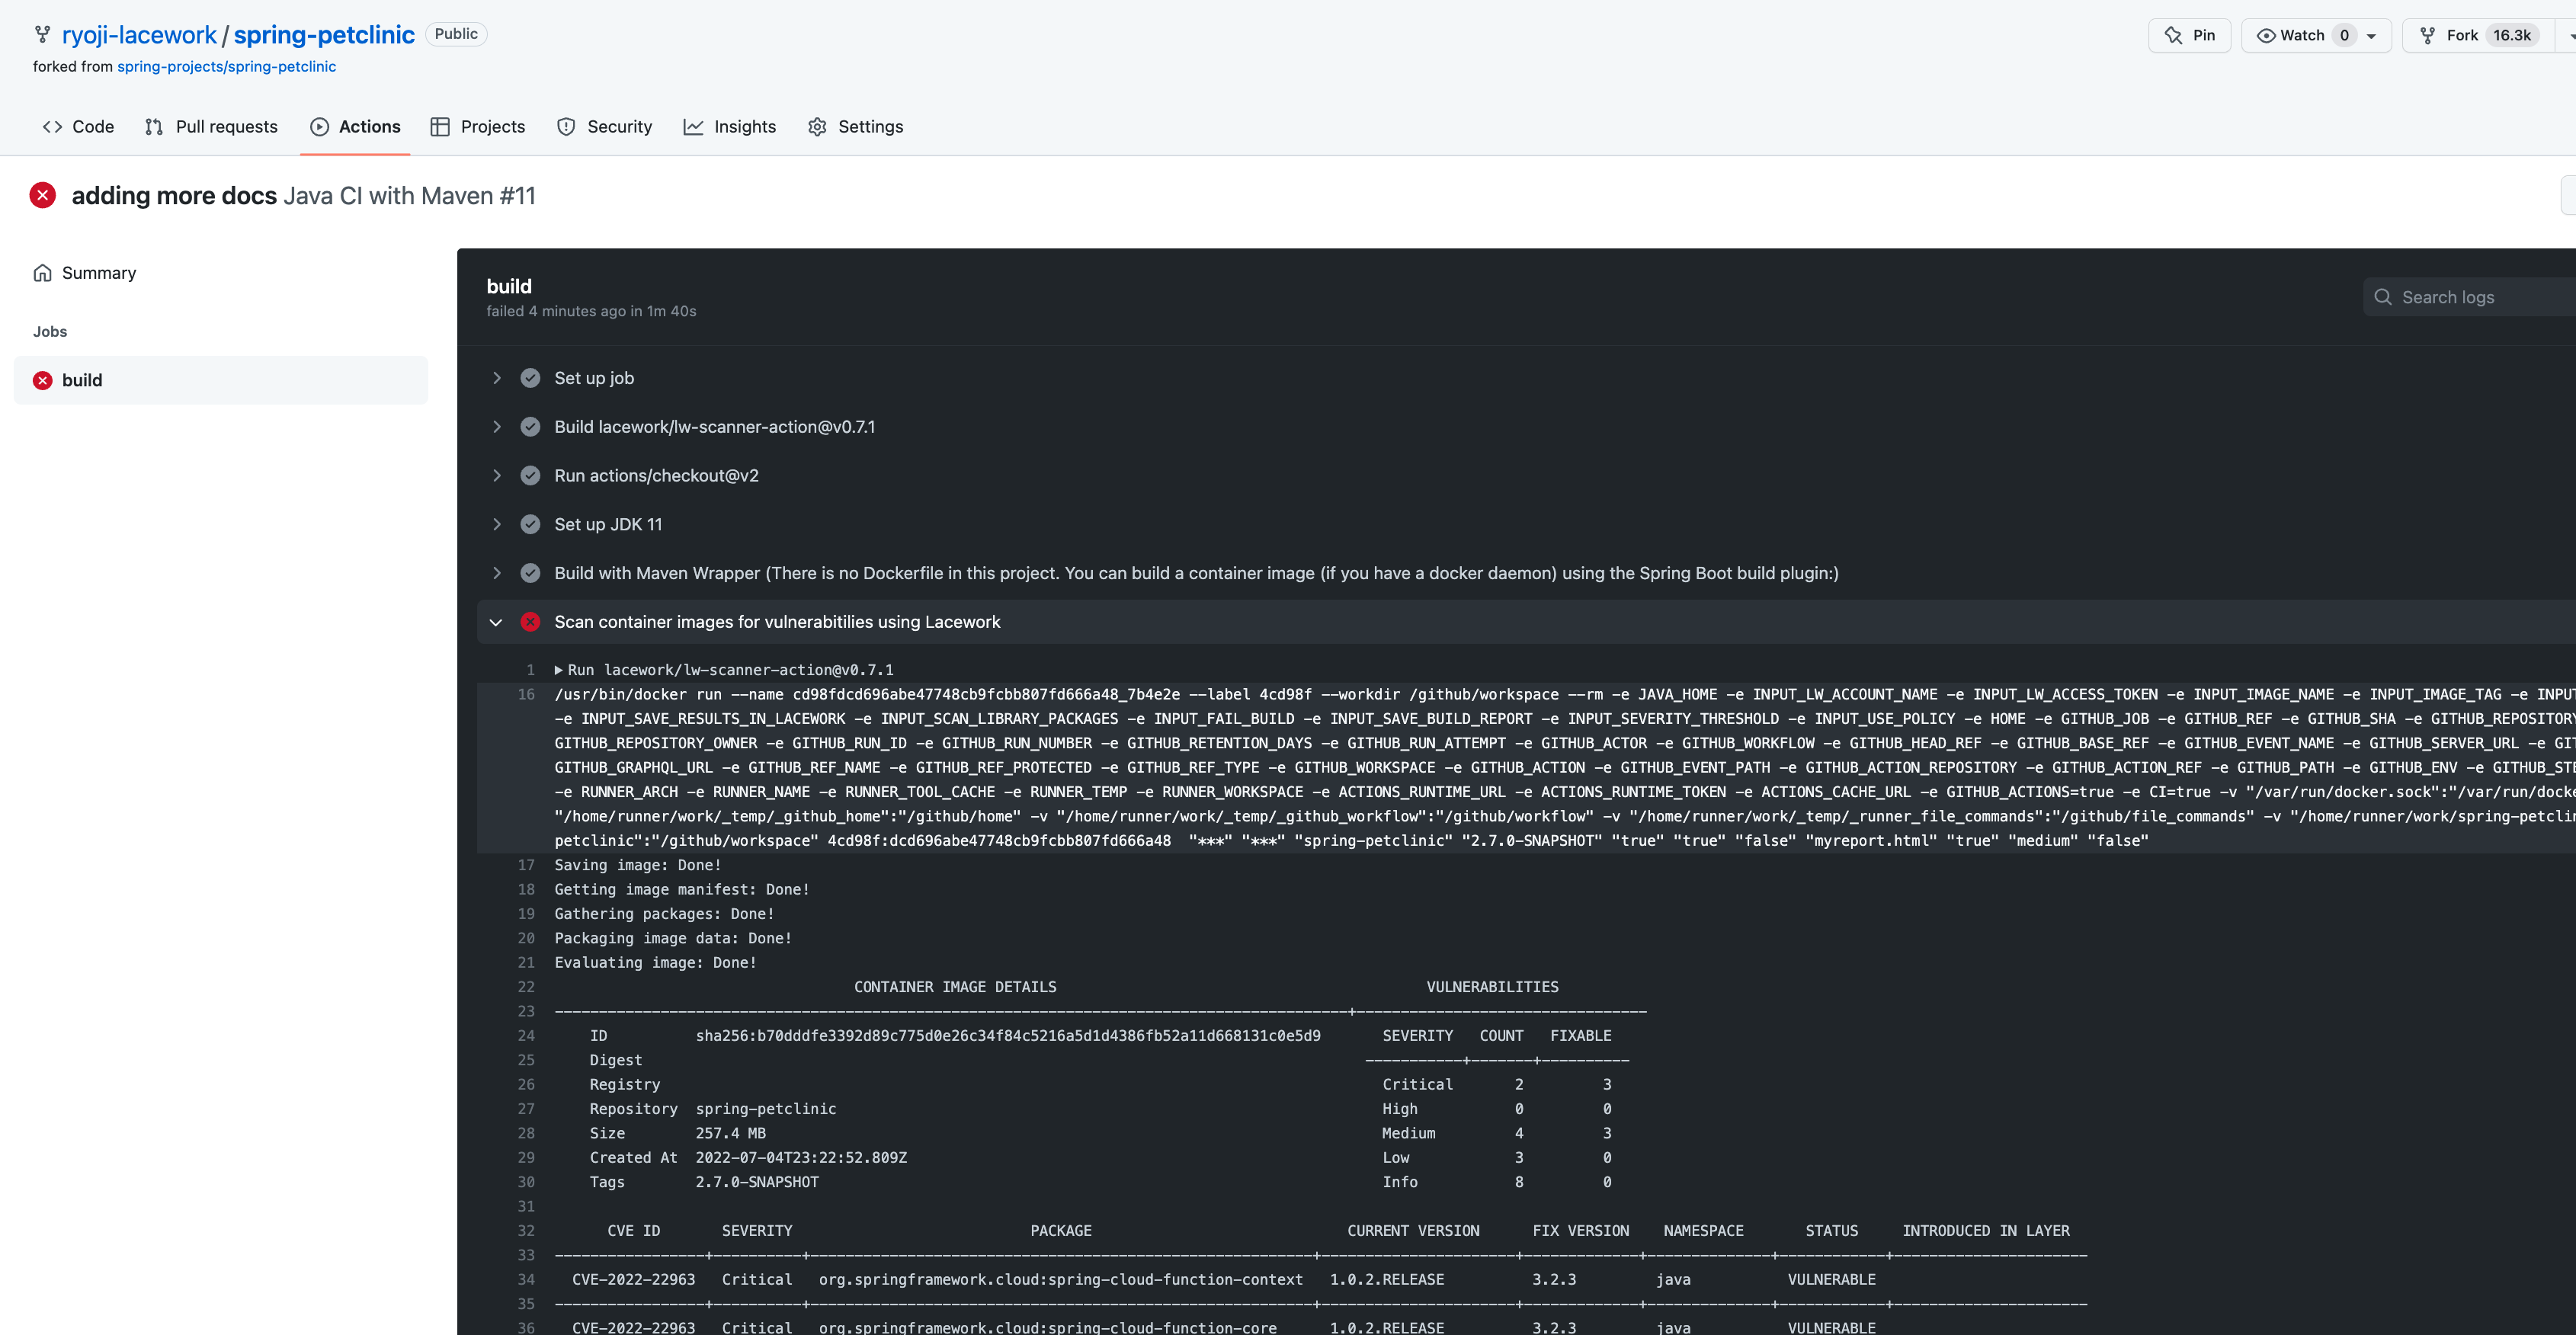 ryoji-lacework / spring-petclinic Public
Pin
Watch 0
Fork 16.3k
forked from spring-projects/spring-petclinic
Code
Pull requests
Actions
Projects
Security
Insights
Settings
adding more docs Java CI with Maven #11
Summary
Jobs
build
build
failed 4 minutes ago in 1m 40s
Search logs
Set up job
Build lacework/lw-scanner-action@v0.7.1
Run actions/checkout@v2
Set up JDK 11
Build with Maven Wrapper (There is no Dockerfile in this project. You can build a container image (if you have a docker daemon) using the Spring Boot build plugin:)
Scan container images for vulnerabitilies using Lacework
1 Run lacework/lw-scanner-action@v0.7.1
16 /usr/bin/docker run --name cd98fdcd696abe47748cb9fcbb807fd666a48_7b4e2e --label 4cd98f --workdir /github/workspace --rm -e JAVA_HOME -e INPUT_LW_ACCOUNT_NAME -e INPUT_LW_ACCESS_TOKEN -e INPUT_IMAGE_NAME -e INPUT_IMAGE_TAG -e
-e INPUT_SAVE_RESULTS_IN_LACEWORK -e INPUT_SCAN_LIBRARY_PACKAGES -e INPUT_FAIL_BUILD -e INPUT_SAVE_BUILD_REPORT -e INPUT_SEVERITY_THRESHOLD -e INPUT_USE_POLICY -e HOME -e GITHUB_JOB -e GITHUB_REF -e GITHUB_SHA -e GITHUB_REPOSITORY
GITHUB_REPOSITORY_OWNER -e GITHUB_RUN_ID -e GITHUB_RUN_NUMBER -e GITHUB_RETENTION_DAYS -e GITHUB_RUN_ATTEMPT -e GITHUB_ACTOR -e GITHUB_WORKFLOW -e GITHUB_HEAD_REF -e GITHUB_BASE_REF -e GITHUB_EVENT_NAME -e GITHUB_SERVER_URL -e
GITHUB_GRAPHQL_URL -e GITHUB_REF_NAME -e GITHUB_REF_PROTECTED -e GITHUB_REF_TYPE -e GITHUB_WORKSPACE -e GITHUB_ACTION -e GITHUB_EVENT_PATH -e GITHUB_ACTION_REPOSITORY -e GITHUB_ACTION_REF -e GITHUB_PATH -e GITHUB_ENV -e
-e RUNNER_ARCH -e RUNNER_NAME -e RUNNER_TOOL_CACHE -e RUNNER_TEMP -e RUNNER_WORKSPACE -e ACTIONS_RUNTIME_URL -e ACTIONS_RUNTIME_TOKEN -e ACTIONS_CACHE_URL -e GITHUB_ACTIONS=true -e CI=true -v "/var/run/docker.sock":"/var/run/docke
"/home/runner/work/_temp/_github_home":"/github/home" -v "/home/runner/work/_temp/_github_workflow":"/github/workflow" -v "/home/runner/work/_temp/_runner_file_commands":"/github/file_commands" -v "/home/runner/work/spring-petclin
petclinic":"/github/workspace" 4cd98f:dcd696abe47748cb9fcbb807fd666a48 "***" "***" "spring-petclinic" "2.7.0-SNAPSHOT" "true" "true" "false" "myreport.html" "true" "medium" "false"
17 Saving image: Done!
18 Getting image manifest: Done!
19 Gathering packages: Done!
20 Packaging image data: Done!
21 Evaluating image: Done!
22 CONTAINER IMAGE DETAILS VULNERABILITIES
23
24 ID sha256:b70dddfe3392d89c775d0e26c34f84c5216a5d1d4386fb52a11d668131c0e5d9 SEVERITY COUNT FIXABLE
25 Digest
26 Registry Critical 2 3
27 Repository spring-petclinic High 0 0
28 Size 257.4 MB Medium 4 3
29 Created At 2022-07-04T23:22:52.809Z Low 3 0
30 Tags 2.7.0-SNAPSHOT Info 8 0
31
32 CVE ID SEVERITY PACKAGE CURRENT VERSION FIX VERSION NAMESPACE STATUS INTRODUCED IN LAYER
33
34 CVE-2022-22963 Critical org.springframework.cloud:spring-cloud-function-context 1.0.2.RELEASE 3.2.3 java VULNERABLE
35
36 CVE-2022-22963 Critical org.springframework.cloud:spring-cloud-function-core 1.0.2.RELEASE 3.2.3 java VULNERABLE